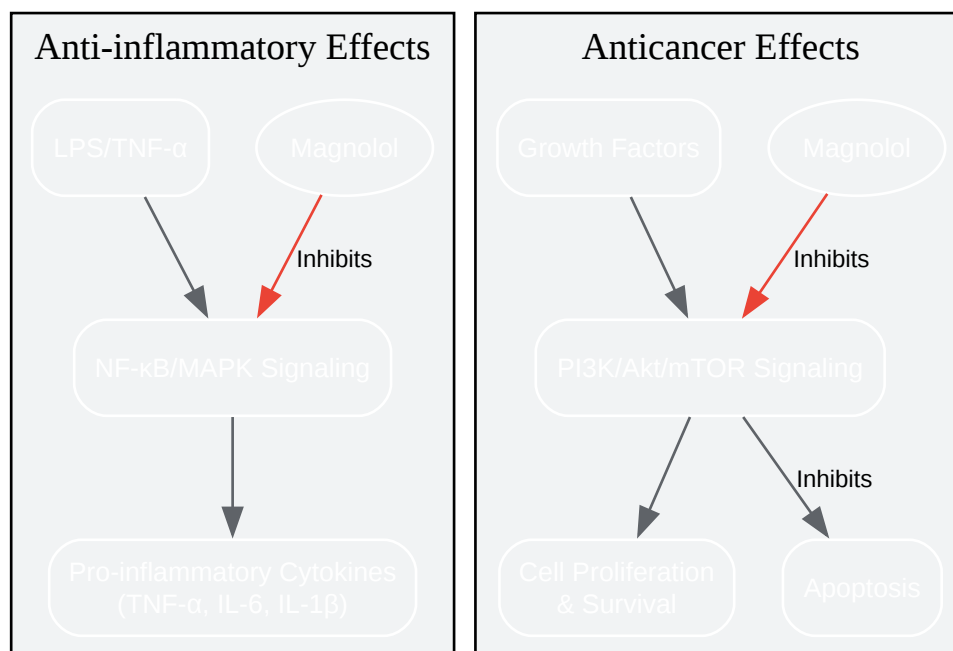 Anti-inflammatory Effects
LPS/TNF-α
Magnolol
Inhibits
NF-κB/MAPK Signaling
Pro-inflammatory Cytokines
(TNF-α, IL-6, IL-1β)
Anticancer Effects
Growth Factors
Magnolol
Inhibits
PI3K/Akt/mTOR Signaling
Inhibits
Cell Proliferation
& Survival
Apoptosis